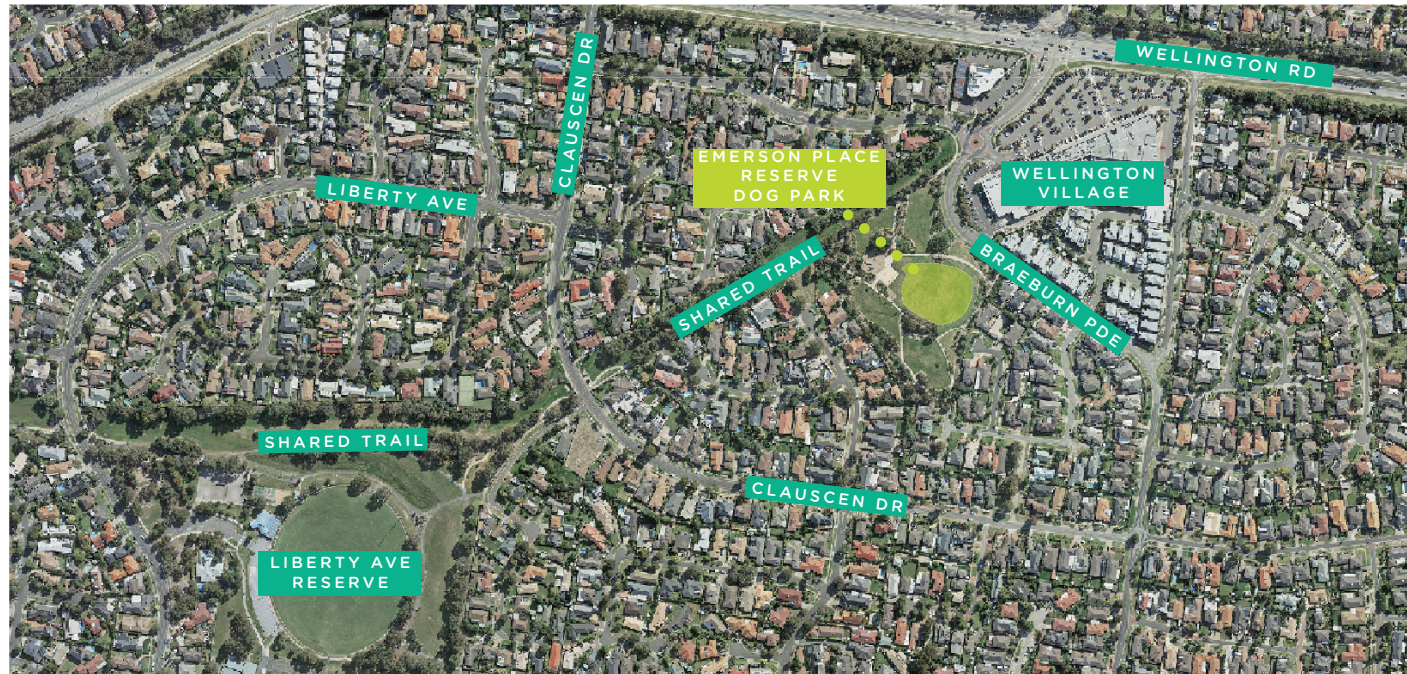 WELLINGTON RD
CLAUSCEN DR
EMERSON PLACE
RESERVE
DOG PARK
WELLINGTON
VILLAGE
LIBERTY AVE
SHARED TRAIL
BRAEBURN PDE
SHARED TRAIL
CLAUSCEN DR
LIBERTY AVE
RESERVE